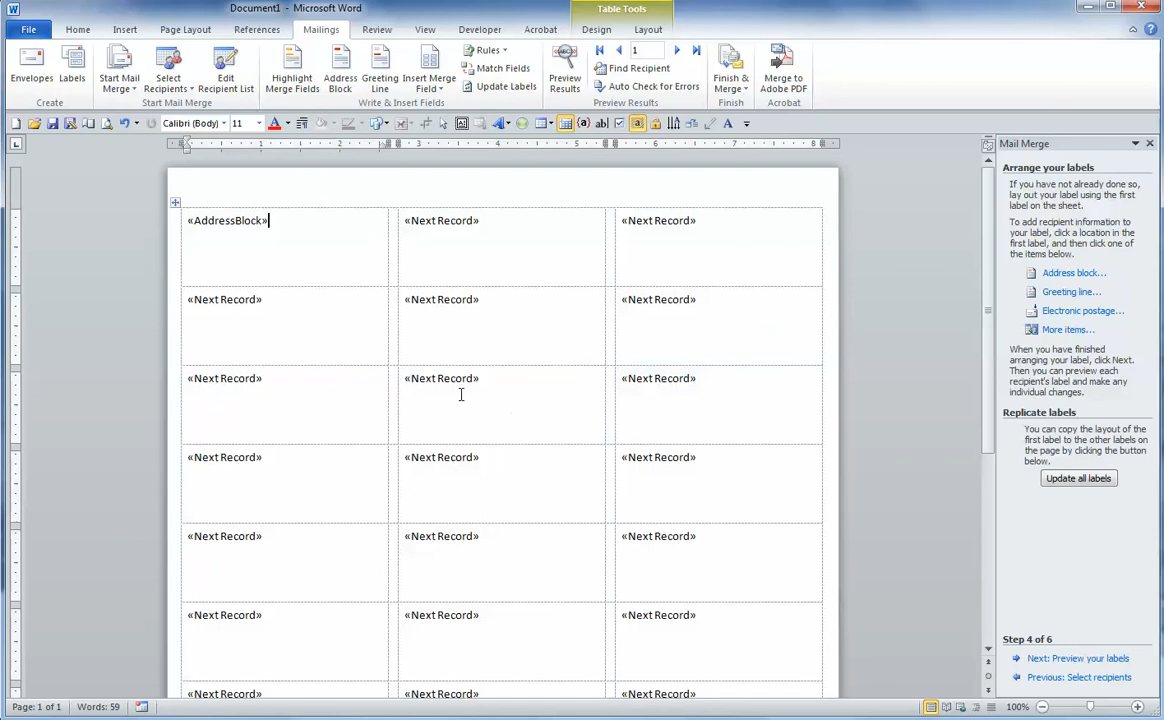 Document1 - Microsoft Word
Table Tools
File
Home
Insert
Page Layout
References
Mailings
Review
View
Developer
Acrobat
Design
Layout
Envelopes
Labels
Create
Start Mail
Merge
Select
Recipients
Edit
Recipient List
Start Mail Merge
Highlight
Merge Fields
Address
Block
Greeting
Line
Insert Merge
Field
Rules
Match Fields
Update Labels
Write & Insert Fields
Preview
Results
1
Find Recipient
Auto Check for Errors
Preview Results
Finish &
Merge
Finish
Merge to
Adobe PDF
Acrobat
Calibri (Body)
11
1 2 3 4 5 6 7 8
«AddressBlock» «Next Record» «Next Record»
«Next Record» «Next Record» «Next Record»
«Next Record» «Next Record» «Next Record»
«Next Record» «Next Record» «Next Record»
«Next Record» «Next Record» «Next Record»
«Next Record» «Next Record» «Next Record»
«Next Record» «Next Record» «Next Record»
Mail Merge
Arrange your labels
If you have not already done so,
lay out your label using the first
label on the sheet.
To add recipient information to
your label, click a location in the
first label, and then click one of
the items below.
Address block...
Greeting line...
Electronic postage...
More items...
When you have finished
arranging your label, click Next.
Then you can preview each
recipient's label and make any
individual changes.
Replicate labels
You can copy the layout of the
first label to the other labels on
the page by clicking the button
below.
Update all labels
Step 4 of 6
Next: Preview your labels
Previous: Select recipients
Page: 1 of 1
Words: 59
100%